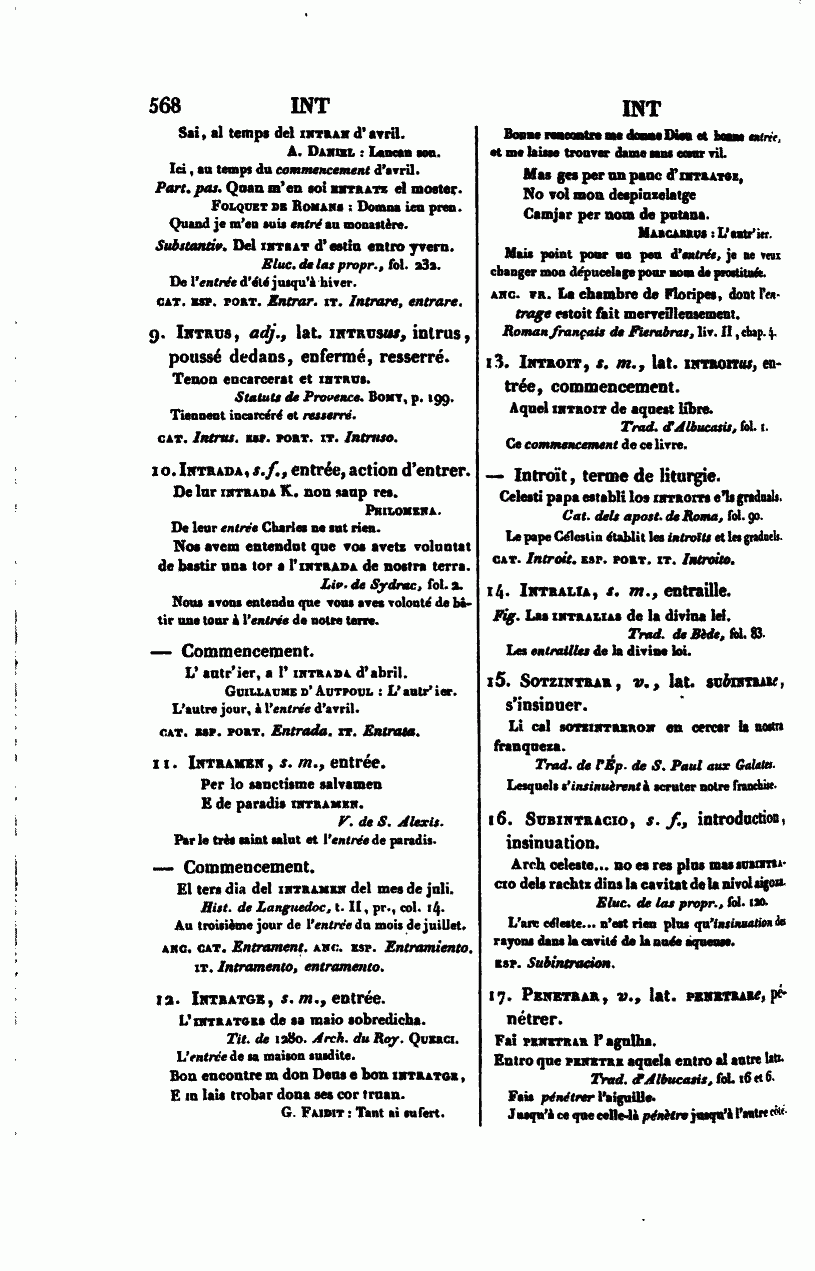 568 INT
Sai, al temps del INTRAN d'avril.
A. DANIEL : Lancan son.
Ici, au temps du commencement d'avril.
Part. pas. Quan m'en soi ENTRATZ el moster.
FOLQUET DE ROMANS : Domna ieu pren.
Quand je m'en suis entré au monastère.
Substantiv. Del INTRAT d'estiu entro yvern.
Eluc. de las propr., fol. 232.
De l'entrée d'été jusqu'à hiver.
CAT. ESP. PORT. Entrar. IT. Intrare, entrare.
9. INTRUS, adj., lat. INTRUSUS, intrus,
poussé dedans, enfermé, resserré.
Tenon encarcerat et INTRUS.
Statuts de Provence. BOMY, p. 199.
Tiennent incarcéré et resserré.
CAT. Intrus. ESP. PORT. IT. Intruso.
10. INTRADA, s. f., entrée, action d'entrer.
De lur INTRADA K. non saup res.
PHILOMENA.
De leur entrée Charles ne sut rien.
Nos avem entendut que vos avetz voluntat
de bastir una tor a l'INTRADA de nostra terra.
Liv. de Sydrac, fol. 2.
Nous avons entendu que vous avez volonté de bâ-
tir une tour à l'entrée de notre terre.
— Commencement.
L'autr'ier, a l'INTRADA d'abril.
GUILLAUME D'AUTPOUL : L'autr'ier.
L'autre jour, à l'entrée d'avril.
CAT. ESP. PORT. Entrada. IT. Entrata.
11. INTRAMEN, s. m., entrée.
Per lo sanctisme salvamen
E de paradis INTRAMEN.
V. de S. Alexis.
Par le très saint salut et l'entrée de paradis.
— Commencement.
El ters dia del INTRAMEN del mes de juli.
Hist. de Languedoc, t. II, pr., col. 14.
Au troisième jour de l'entrée du mois de juillet.
ANC. CAT. Entrament. ANC. ESP. Entramiento.
IT. Intramento, entramento.
12. INTRATGE, s. m., entrée.
L'INTRATGES de sa maio sobredicha.
Tit. de 1280. Arch. du Roy. QUERCI.
L'entrée de sa maison susdite.
Bon encontre m don Deus e bon INTRATGE,
E m lais trobar dona ses cor truan.
G. FAIDIT : Tant ai sufert.
INT
Bonne rencontre me donne Dieu et bonne entrée,
et me laisse trouver dame sans cœur vil.
Mas ges per un pauc d'INTRATGE,
No vol mon despiuzelatge
Camjar per nom de putana.
MARCABRUS : L'autr'ier.
Mais point pour un peu d'entrée, je ne veux
changer mon dépucelage pour nom de prostituée.
ANC. FR. La chambre de Floripes, dont l'en-
trage estoit fait merveilleusement.
Roman français de Fierabras, liv. II, chap. 4.
13. INTROIT, s. m., lat. INTROITUS, en-
trée, commencement.
Aquel INTROIT de aquest libre.
Trad. d'Albucasis, fol. 1.
Ce commencement de ce livre.
— Introït, terme de liturgie.
Celesti papa establi los INTROITS e'ls graduals.
Cat. dels apost. de Roma, fol. 90.
Le pape Célestin établit les introïts et les graduels.
CAT. Introit. ESP. PORT. IT. Introito.
14. INTRALIA, s. m., entraille.
Fig. Las INTRALIAS de la divina lei.
Trad. de Bède, fol. 83.
Les entrailles de la divine loi.
15. SOTZINTRAR, v., lat. SUBINTRARE,
s'insinuer.
Li cal SOTZINTRERON en cercar la nostra
franqueza.
Trad. de l'Ép. de S. Paul aux Galates.
Lesquels s'insinuèrent à scruter notre franchise.
16. SUBINTRACIO, s. f., introduction,
insinuation.
Arch celeste... no es res plus mas SUBINTRA-
CIO dels rachtz dins la cavitat de la nivol aigosa.
Eluc. de las propr., fol. 120.
L'arc céleste... n'est rien plus qu'insinuation des
rayons dans la cavité de la nuée aqueuse.
ESP. Subintracion.
17. PENETRAR, v., lat. PENETRARE, pé-
nétrer.
Fai PENETRAR l'agulha.
Entro que PENETRE aquela entro al autre latz.
Trad. d'Albucasis, fol. 16 et 6.
Fais pénétrer l'aiguille.
Jusqu'à ce que celle-là pénètre jusqu'à l'autre côté.